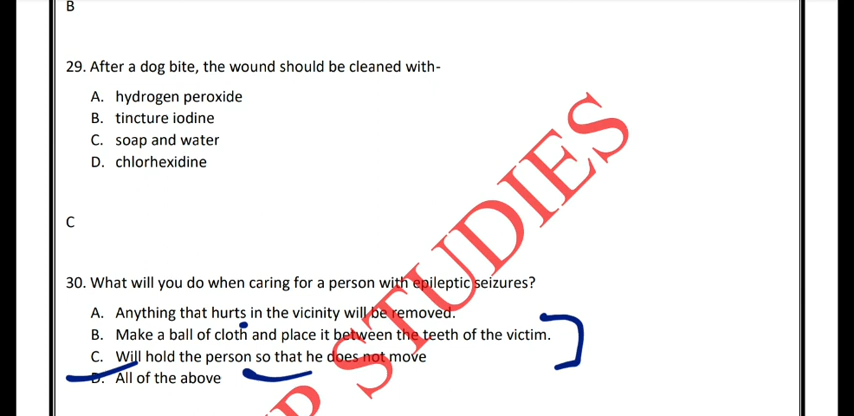 B
29. After a dog bite, the wound should be cleaned with-
A. hydrogen peroxide
B. tincture iodine
C. soap and water
D. chlorhexidine
C
30. What will you do when caring for a person with epileptic seizures?
A. Anything that hurts in the vicinity will be removed.
B. Make a ball of cloth and place it between the teeth of the victim.
C. Will hold the person so that he does not move
D. All of the above
P STUDIES